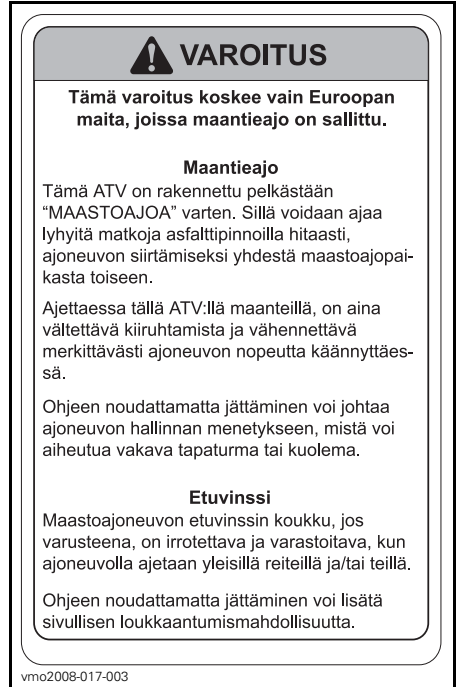 VAROITUS
Tämä varoitus koskee vain Euroopan
maita, joissa maantieajo on sallittu.
Maantieajo
Tämä ATV on rakennettu pelkästään
“MAASTOAJOA” varten. Sillä voidaan ajaa
lyhyitä matkoja asfalttipinnoilla hitaasti,
ajoneuvon siirtämiseksi yhdestä maastoajopai-
kasta toiseen.
Ajettaessa tällä ATV:llä maanteillä, on aina
vältettävä kiiruhtamista ja vähennettävä
merkittävästi ajoneuvon nopeutta käännyttäes-
sä.
Ohjeen noudattamatta jättäminen voi johtaa
ajoneuvon hallinnan menetykseen, mistä voi
aiheutua vakava tapaturma tai kuolema.
Etuvinssi
Maastoajoneuvon etuvinssin koukku, jos
varusteena, on irrotettava ja varastoitava, kun
ajoneuvolla ajetaan yleisillä reiteillä ja/tai teillä.
Ohjeen noudattamatta jättäminen voi lisätä
sivullisen loukkaantumismahdollisuutta.
vmo2008-017-003